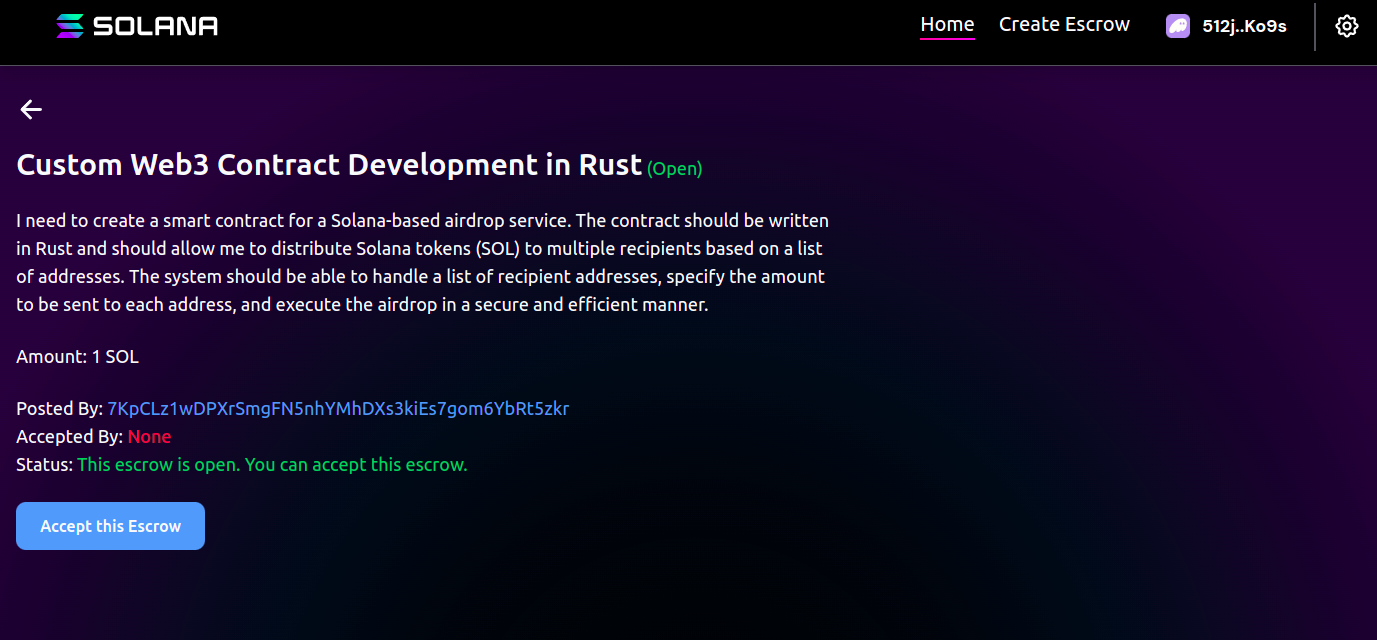 SOLANA
Home
Create Escrow
512j..Ko9s
Custom Web3 Contract Development in Rust (Open)
I need to create a smart contract for a Solana-based airdrop service. The contract should be written
in Rust and should allow me to distribute Solana tokens (SOL) to multiple recipients based on a list
of addresses. The system should be able to handle a list of recipient addresses, specify the amount
to be sent to each address, and execute the airdrop in a secure and efficient manner.
Amount: 1 SOL
Posted By: 7KpCLz1wDPXrSmgFN5nhYMhDXs3kiEs7gom6YbRt5zkr
Accepted By: None
Status: This escrow is open. You can accept this escrow.
Accept this Escrow